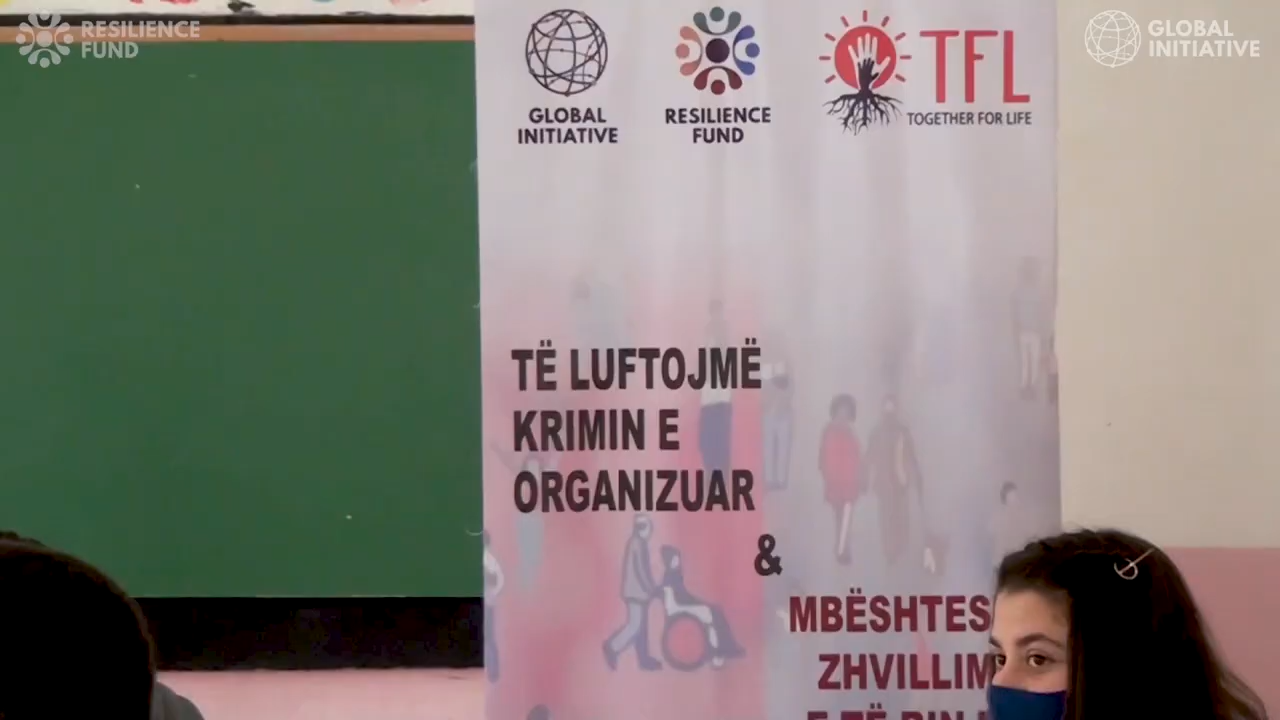 RESILIENCE
FUND
GLOBAL
INITIATIVE
GLOBAL
INITIATIVE
RESILIENCE
FUND
TFL
TOGETHER FOR LIFE
TË LUFTOJMË
KRIMIN E
ORGANIZUAR
&